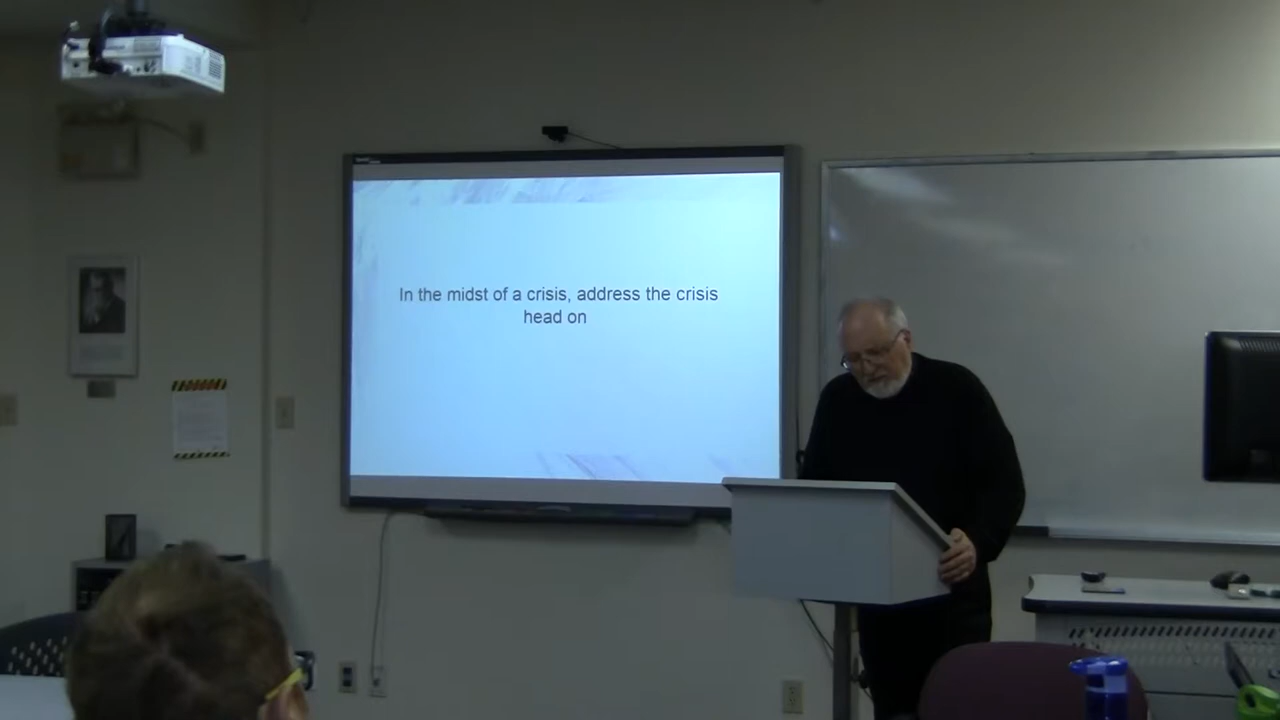 In the midst of a crisis, address the crisis
head on